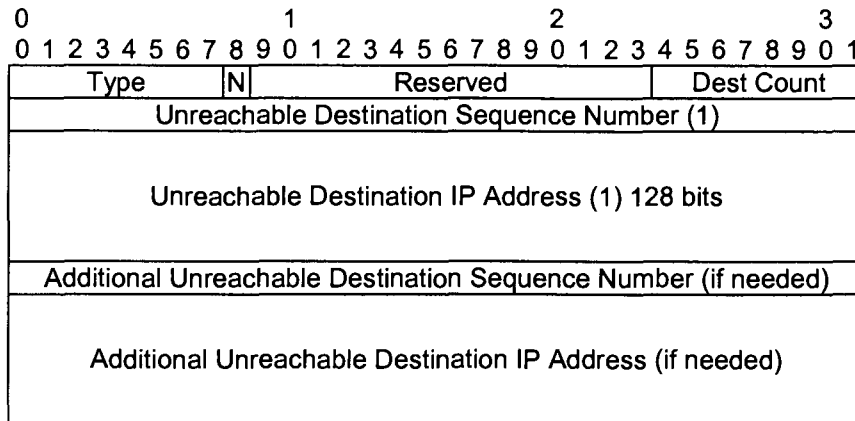 0 1 2 3
0 1 2 3 4 5 6 7 8 9 0 1 2 3 4 5 6 7 8 9 0 1 2 3 4 5 6 7 8 9 0 1
Type N Reserved Dest Count
Unreachable Destination Sequence Number (1)
Unreachable Destination IP Address (1) 128 bits
Additional Unreachable Destination Sequence Number (if needed)
Additional Unreachable Destination IP Address (if needed)